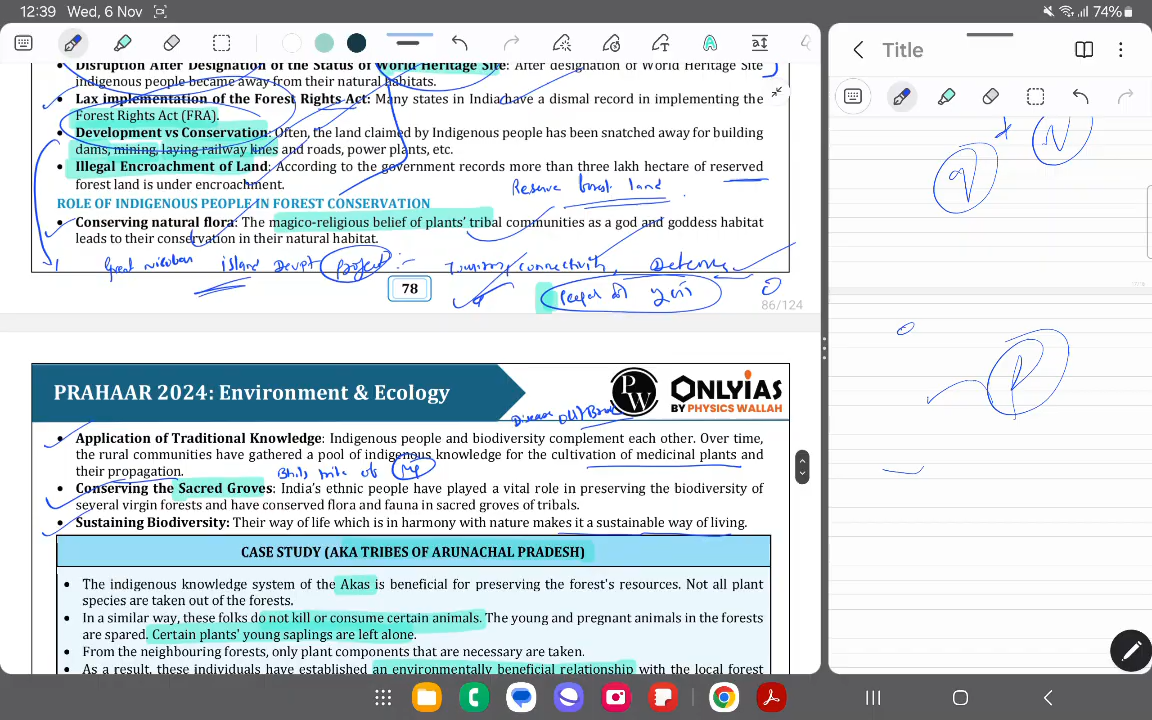 12:39 Wed, 6 Nov
74%
Title
Disruption After Designation of the Status of World Heritage Site: After designation of World Heritage Site
indigenous people became away from their natural habitats.
• Lax implementation of the Forest Rights Act: Many states in India have a dismal record in implementing the
Forest Rights Act (FRA).
• Development vs Conservation: Often, the land claimed by Indigenous people has been snatched away for building
dams, mining, laying railway lines and roads, power plants, etc.
• Illegal Encroachment of Land: According to the government records more than three lakh hectare of reserved
forest land is under encroachment.
Reserve forest land
ROLE OF INDIGENOUS PEOPLE IN FOREST CONSERVATION
• Conserving natural flora: The magico-religious belief of plants' tribal communities as a god and goddess habitat
leads to their conservation in their natural habitat.
Great nicobar island Devpt project :- Tourism, connectivity, Defense
78
86/124
PRAHAAR 2024: Environment & Ecology
PW
ONLYIAS
BY PHYSICS WALLAH
• Application of Traditional Knowledge: Indigenous people and biodiversity complement each other. Over time,
the rural communities have gathered a pool of indigenous knowledge for the cultivation of medicinal plants and
their propagation.
Bhils tribe of MP
• Conserving the Sacred Groves: India's ethnic people have played a vital role in preserving the biodiversity of
several virgin forests and have conserved flora and fauna in sacred groves of tribals.
• Sustaining Biodiversity: Their way of life which is in harmony with nature makes it a sustainable way of living.
CASE STUDY (AKA TRIBES OF ARUNACHAL PRADESH)
• The indigenous knowledge system of the Akas is beneficial for preserving the forest's resources. Not all plant
species are taken out of the forests.
• In a similar way, these folks do not kill or consume certain animals. The young and pregnant animals in the forests
are spared. Certain plants' young saplings are left alone.
• From the neighbouring forests, only plant components that are necessary are taken.
• As a result, these individuals have established an environmentally beneficial relationship with the local forest
N
P